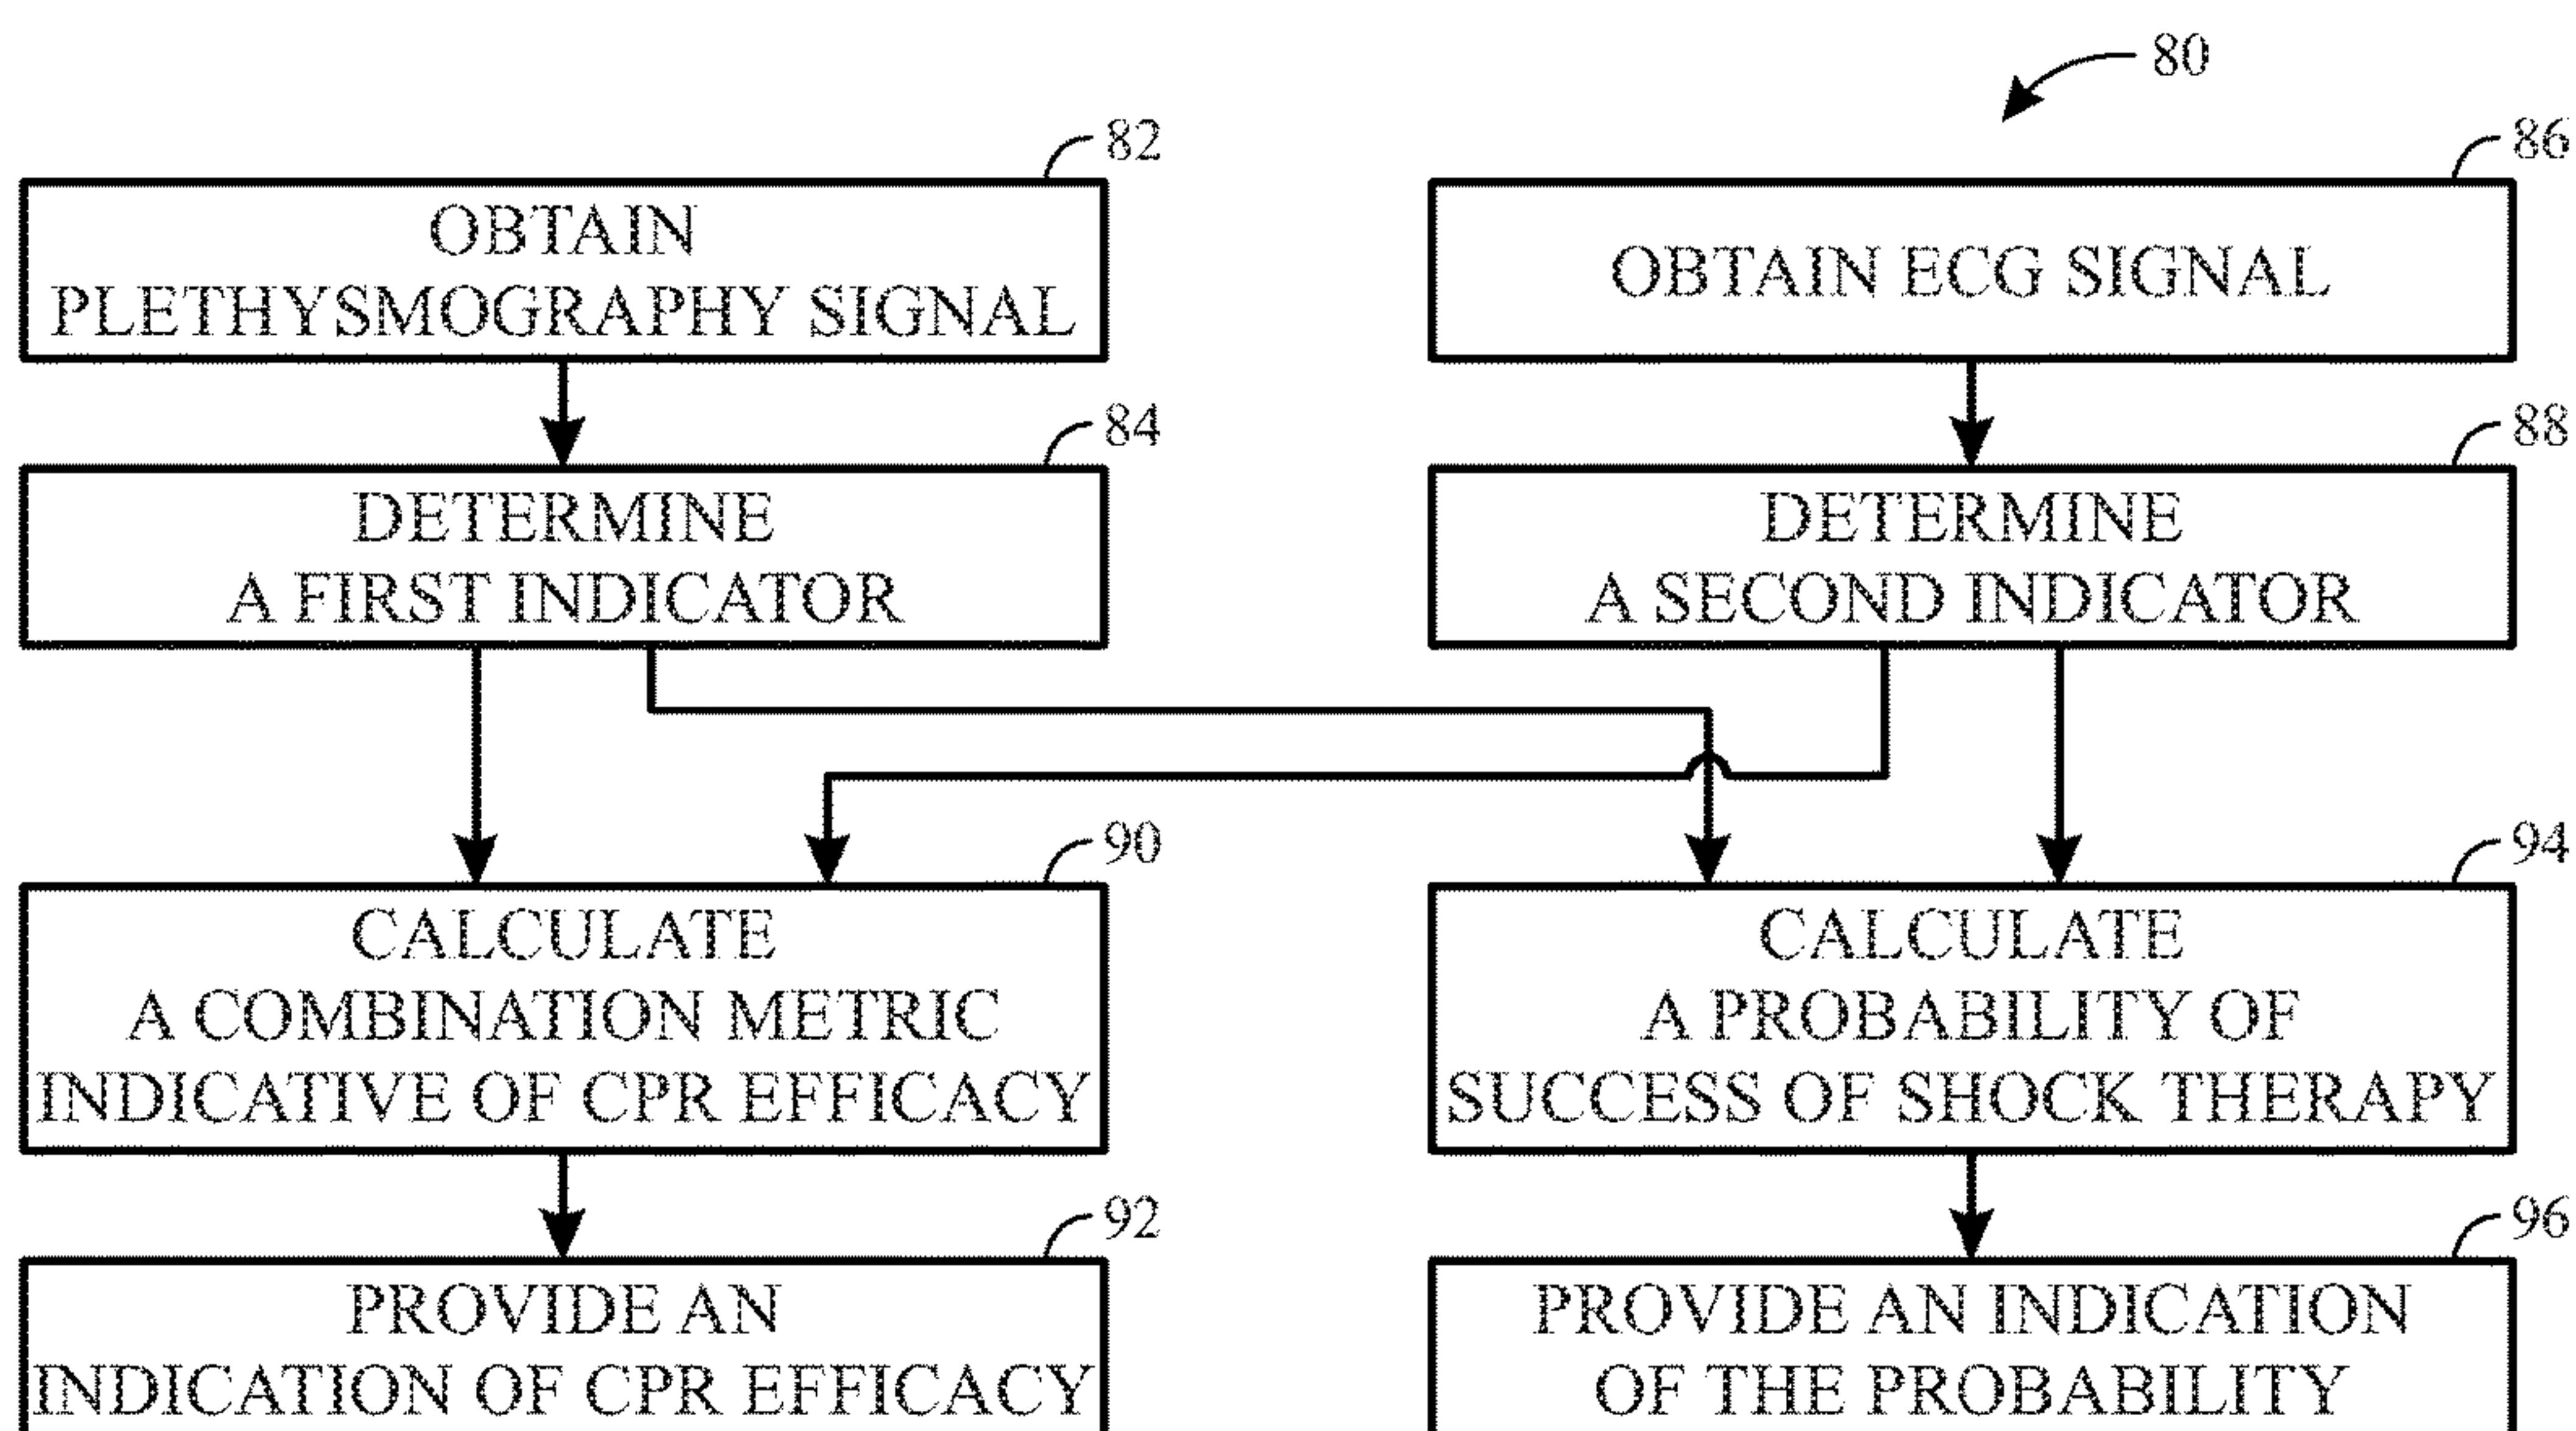 80
82
OBTAIN
PLETHYSMOGRAPHY SIGNAL
86
OBTAIN ECG SIGNAL
84
DETERMINE
A FIRST INDICATOR
88
DETERMINE
A SECOND INDICATOR
90
CALCULATE
A COMBINATION METRIC
INDICATIVE OF CPR EFFICACY
94
CALCULATE
A PROBABILITY OF
SUCCESS OF SHOCK THERAPY
92
PROVIDE AN
INDICATION OF CPR EFFICACY
96
PROVIDE AN INDICATION
OF THE PROBABILITY